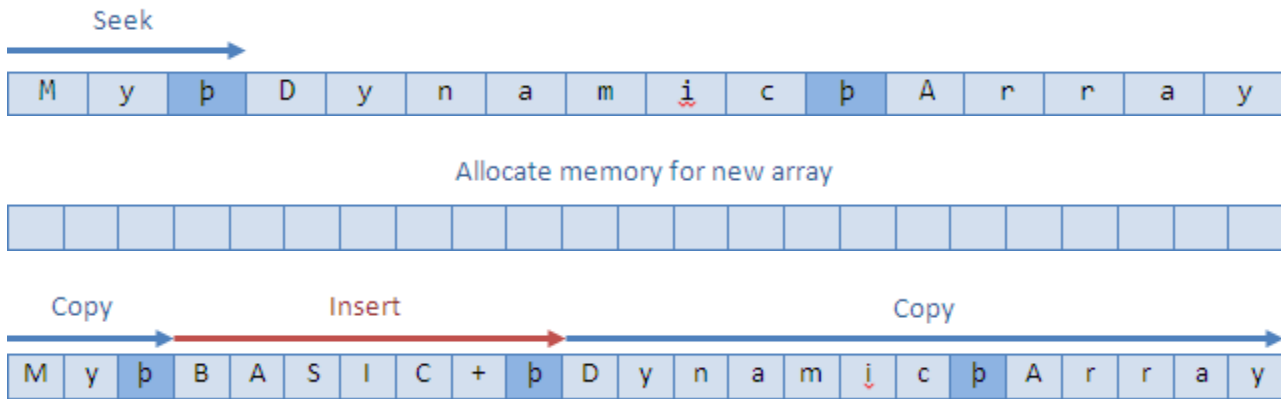 Seek
M y þ D y n a m i c þ A r r a y
Allocate memory for new array
Copy Insert Copy
M y þ B A S I C + þ D y n a m i c þ A r r a y